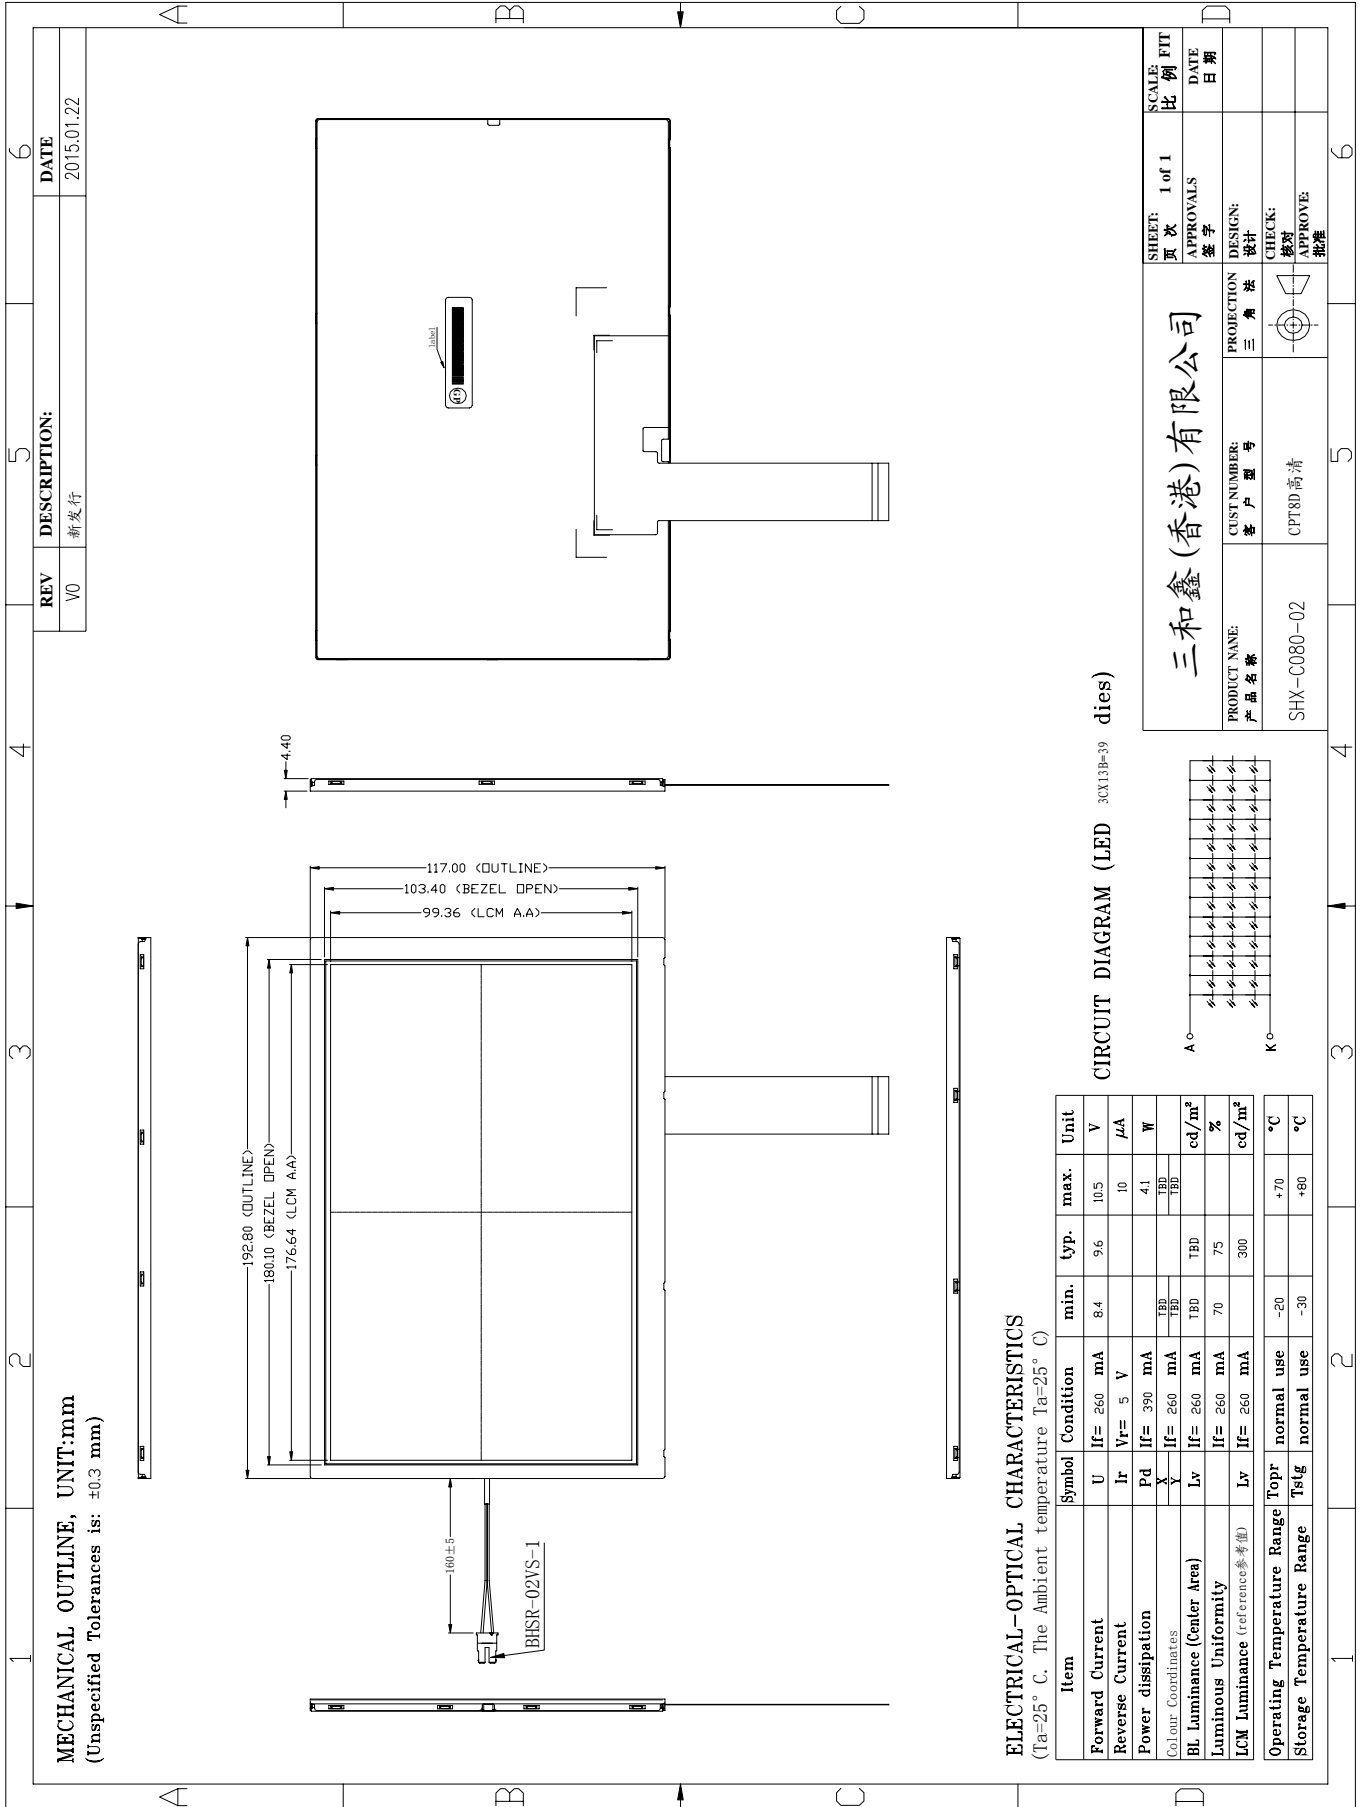 1 2 3 4 5 6
A B C D
REV DESCRIPTION: DATE
V0 新发行 2015.01.22
MECHANICAL OUTLINE, UNIT:mm
(Unspecified Tolerances is: ±0.3 mm)
192.80 (OUTLINE)
180.10 (BEZEL OPEN)
176.64 (LCM A.A)
117.00 (OUTLINE)
103.40 (BEZEL OPEN)
99.36 (LCM A.A)
4.40
label
GP
160±5
BHSR-02VS-1
ELECTRICAL-OPTICAL CHARACTERISTICS
(Ta=25° C. The Ambient temperature Ta=25° C)
Item Symbol Condition min. typ. max. Unit
Forward Current U If= 260 mA 8.4 9.6 10.5 V
Reverse Current Ir Vr= 5 V 10 μA
Power dissipation Pd If= 390 mA 4.1 W
Colour Coordinates X If= 260 mA TBD TBD
Y TBD TBD
BL Luminance (Center Area) Lv If= 260 mA TBD TBD cd/m²
Luminous Uniformity If= 260 mA 70 75 %
LCM Luminance (reference参考值) Lv If= 260 mA 300 cd/m²
Operating Temperature Range Topr normal use -20 +70 °C
Storage Temperature Range Tstg normal use -30 +80 °C
CIRCUIT DIAGRAM (LED 3CX13B=39 dies)
A
K
三和鑫(香港)有限公司
SHEET: 1 of 1
页 次
SCALE: FIT
比 例
APPROVALS
签 字
DATE
日 期
PRODUCT NANE:
产 品 名 称
SHX-C080-02
CUST NUMBER:
客 户 型 号
CPT8D高清
PROJECTION
三 角 法
DESIGN:
设计
CHECK:
核对
APPROVE:
批准
A B C D
1 2 3 4 5 6